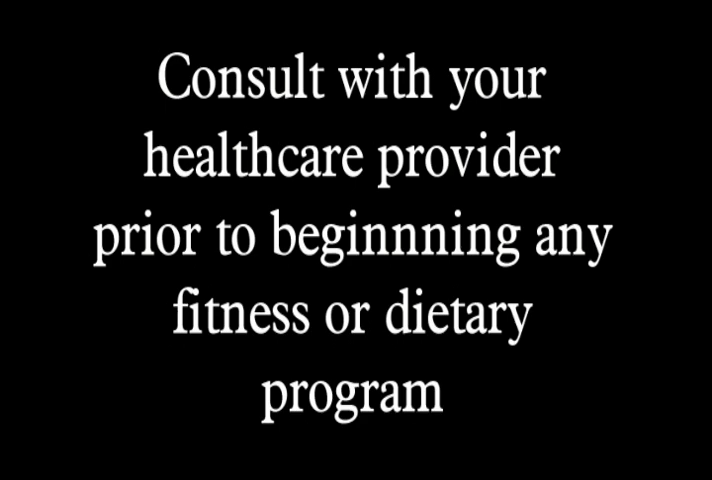 Consult with your
healthcare provider
prior to beginnning any
fitness or dietary
program